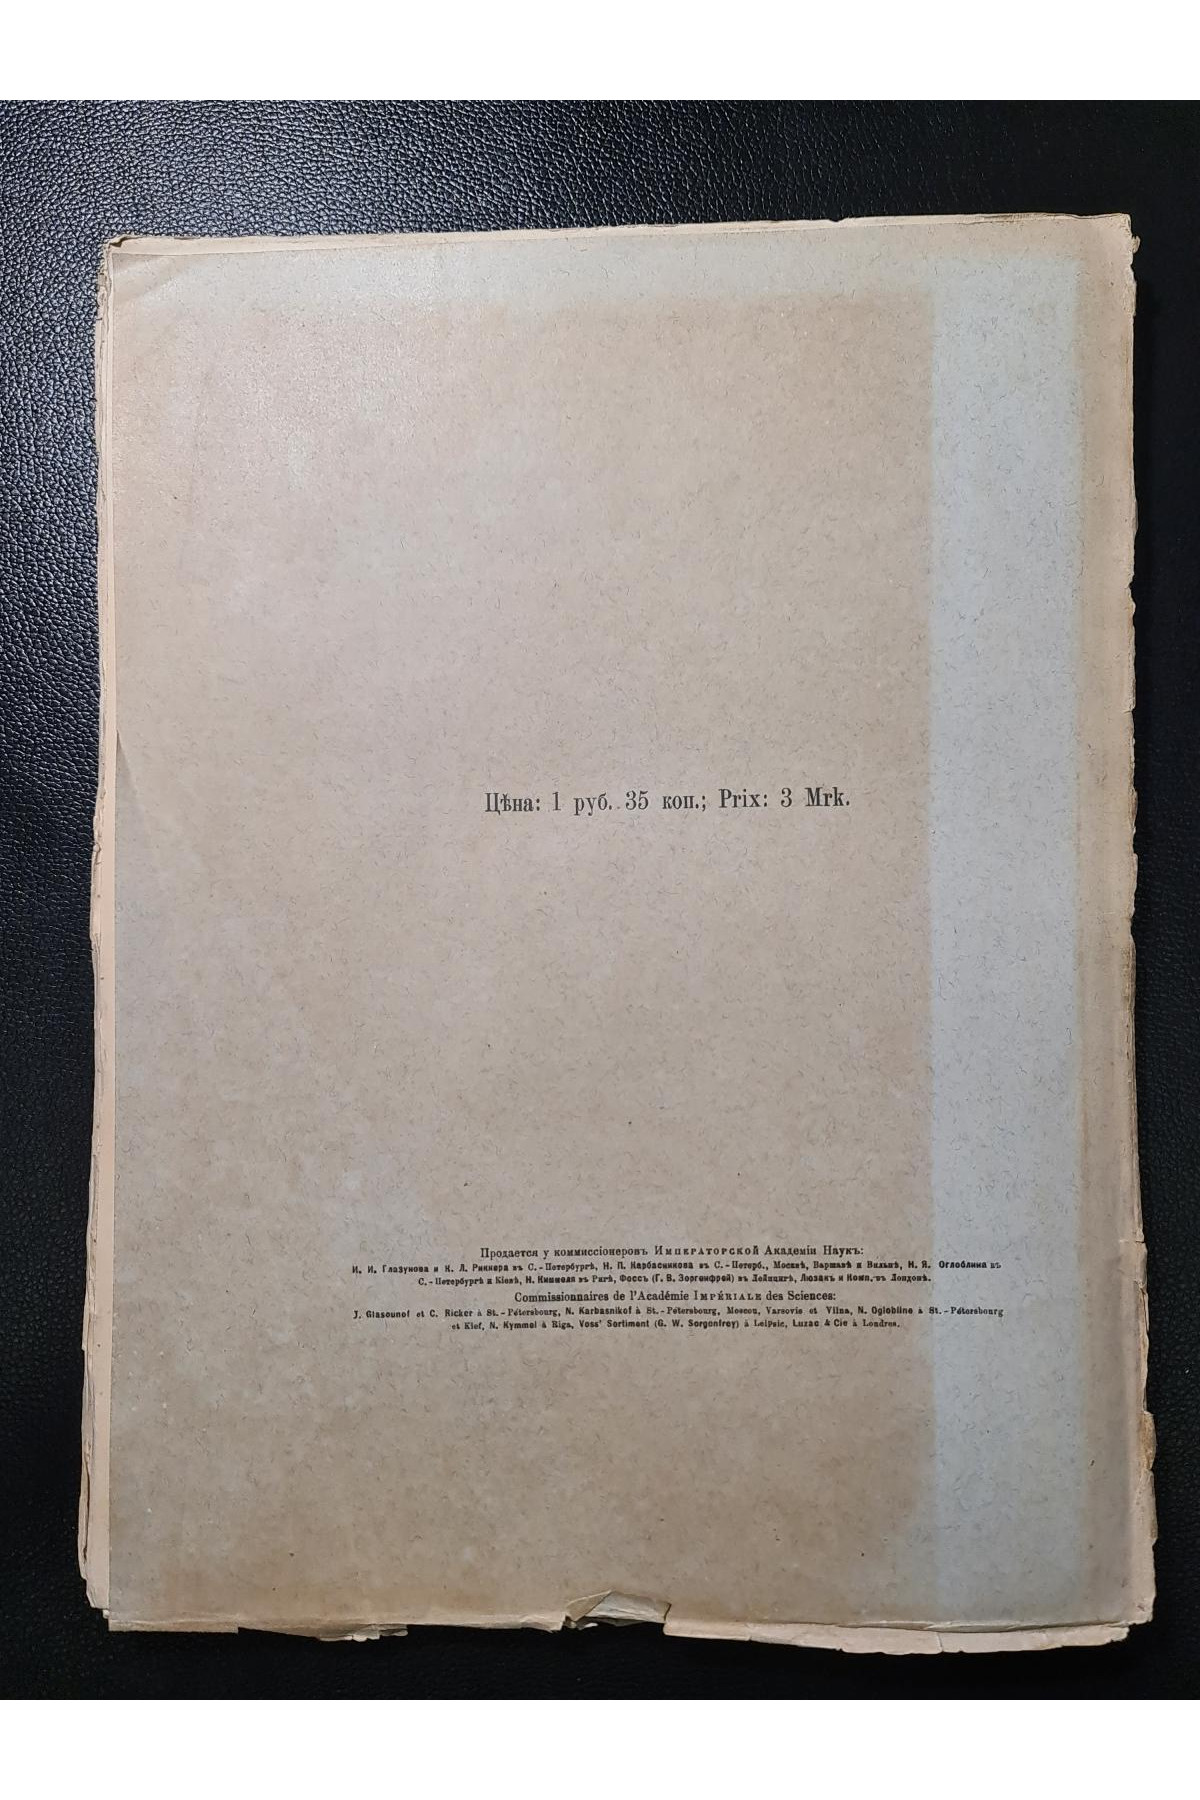 Цѣна: 1 руб. 35 коп.; Prix: 3 Mrk.
Продается у коммиссіонеровъ Императорской Академіи Наукъ:
И. И. Глазунова и К. Л. Риккера въ С.-Петербургѣ, Н. П. Карбасникова въ С.-Петерб., Москвѣ, Варшавѣ и Вильнѣ, Н. Я. Оглоблина въ
С.-Петербургѣ и Кіевѣ, Н. Киммеля въ Ригѣ, Фоссъ (Г. В. Зоргенфрей) въ Лейпцигѣ, Люзакъ и Комп. въ Лондонѣ.
Commissionnaires de l'Académie Impériale des Sciences:
J. Glasounof et C. Ricker à St.-Pétersbourg, N. Karbasnikof à St.-Pétersbourg, Moscou, Varsovie et Vilna, N. Oglobline à St.-Pétersbourg
et Kief, N. Kymmel à Riga, Voss' Sortiment (G. W. Sorgenfrey) à Leipsic, Luzac & Cie à Londres.